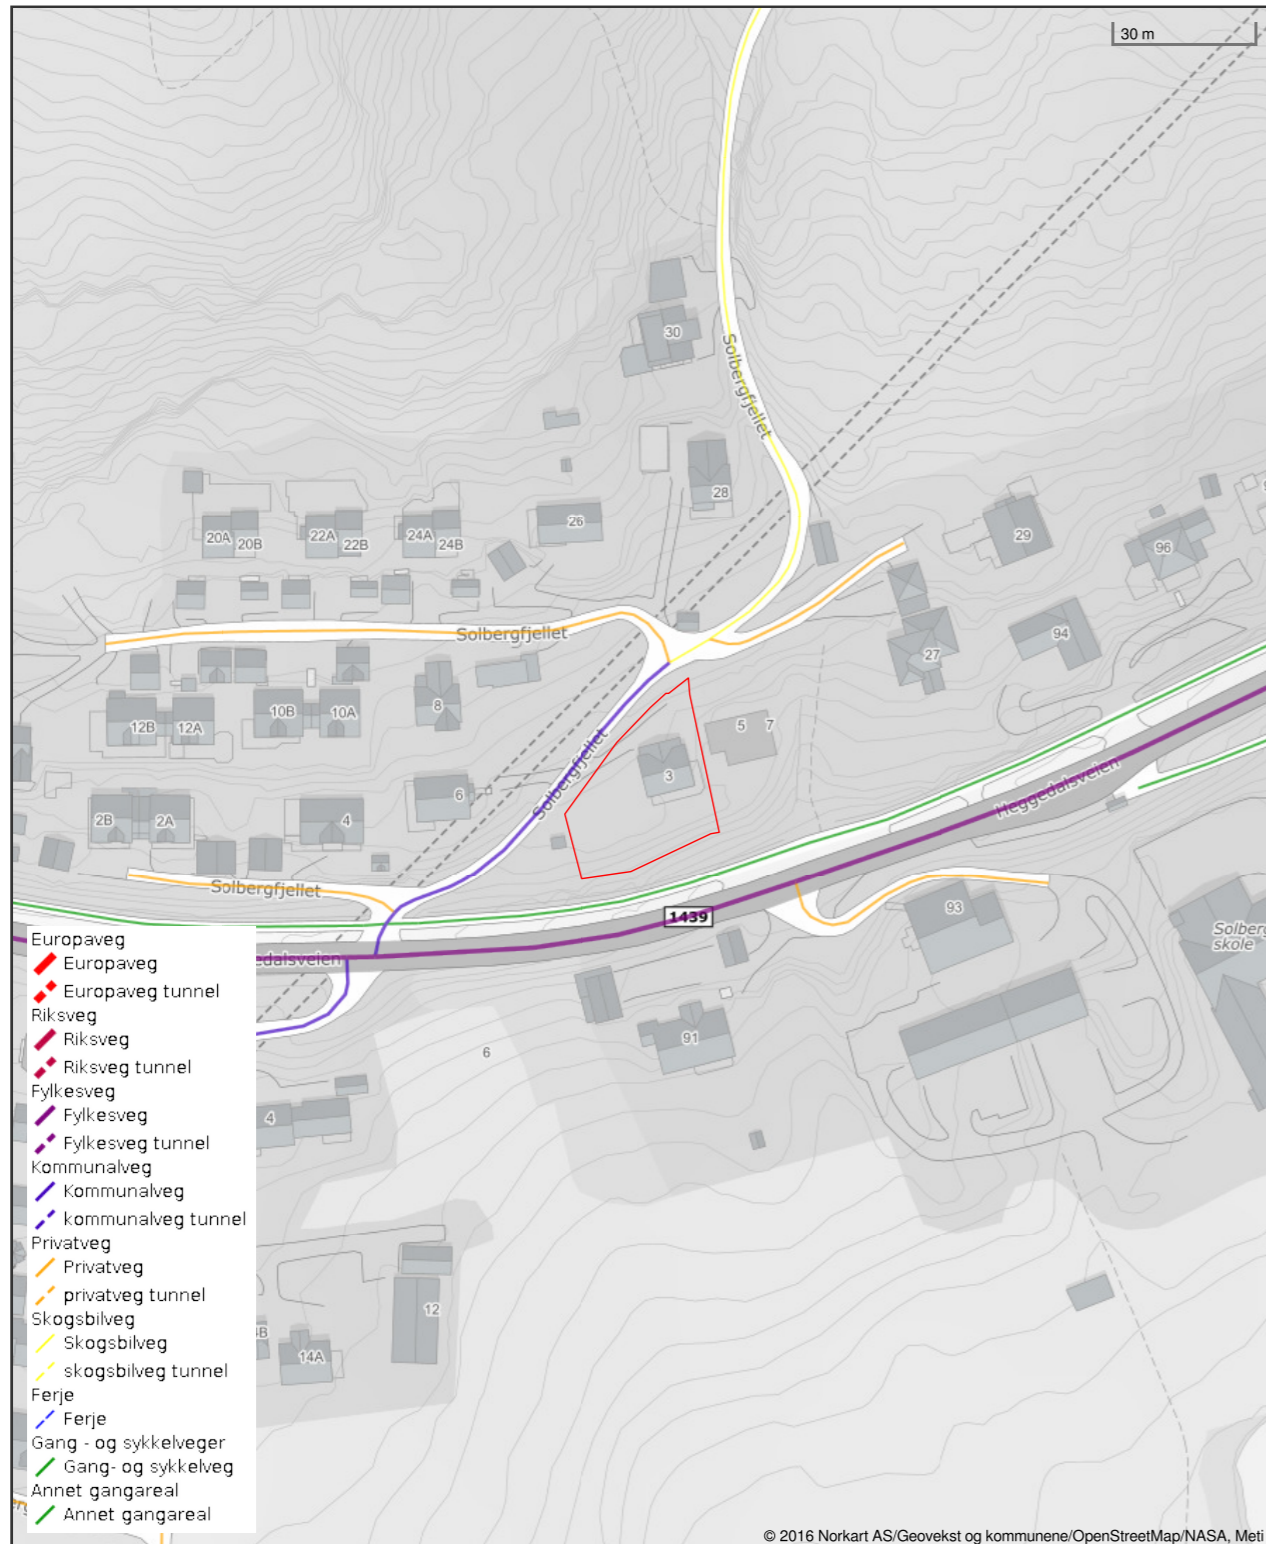 30 m
30
Solbergfjellet
28
26
20A
20B
22A
22B
24A
24B
29
96
Solbergfjellet
94
27
8
12B
12A
10B
10A
5
7
Solbergfjellet
3
6
Heggedalsveien
2B
2A
4
Solbergfjellet
1439
93
Solberg
skole
edalsveien
91
6
4
12
14A
Europaveg
Europaveg
Europaveg tunnel
Riksveg
Riksveg
Riksveg tunnel
Fylkesveg
Fylkesveg
Fylkesveg tunnel
Kommunalveg
Kommunalveg
kommunalveg tunnel
Privatveg
Privatveg
privatveg tunnel
Skogsbilveg
Skogsbilveg
skogsbilveg tunnel
Ferje
Ferje
Gang - og sykkelveger
Gang- og sykkelveg
Annet gangareal
Annet gangareal
© 2016 Norkart AS/Geovekst og kommunene/OpenStreetMap/NASA, Meti